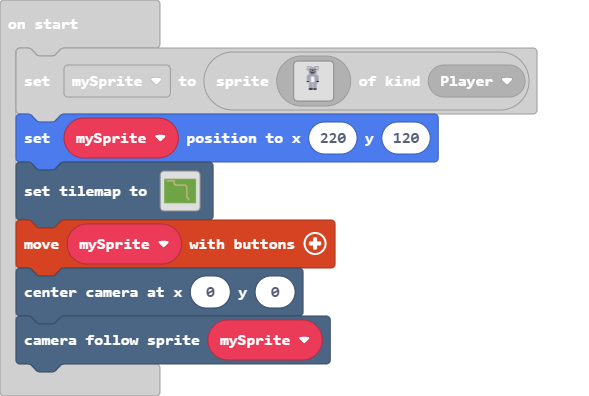 on start
set mySprite to sprite of kind Player
set mySprite position to x 220 y 120
set tilemap to
move mySprite with buttons
center camera at x 0 y 0
camera follow sprite mySprite